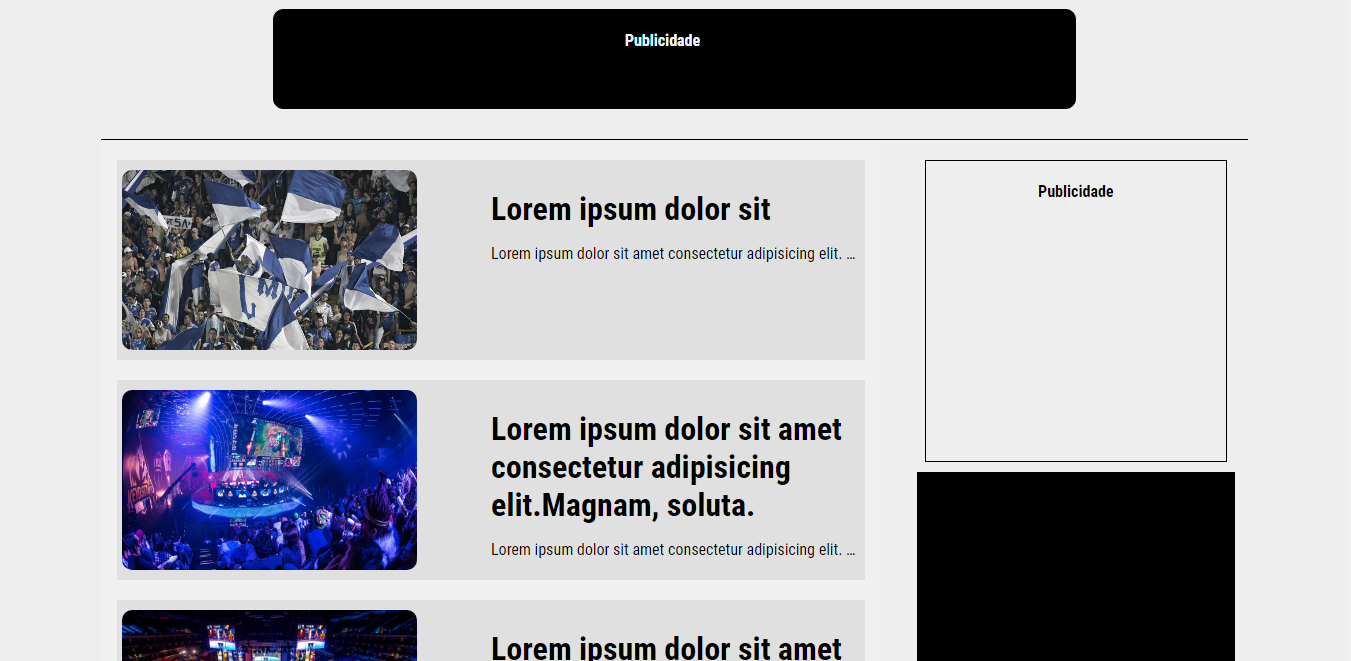 Publicidade
Lorem ipsum dolor sit
Lorem ipsum dolor sit amet consectetur adipisicing elit. ...
Publicidade
Lorem ipsum dolor sit amet
consectetur adipisicing
elit.Magnam, soluta.
Lorem ipsum dolor sit amet consectetur adipisicing elit. ...
Lorem ipsum dolor sit amet